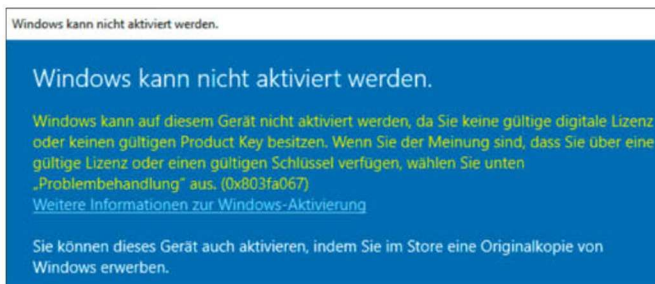 Windows kann nicht aktiviert werden.
Windows kann nicht aktiviert werden.
Windows kann auf diesem Gerät nicht aktiviert werden, da Sie keine gültige digitale Lizenz
oder keinen gültigen Product Key besitzen. Wenn Sie der Meinung sind, dass Sie über eine
gültige Lizenz oder einen gültigen Schlüssel verfügen, wählen Sie unten
„Problembehandlung" aus. (0x803fa067)
Weitere Informationen zur Windows-Aktivierung
Sie können dieses Gerät auch aktivieren, indem Sie im Store eine Originalkopie von
Windows erwerben.